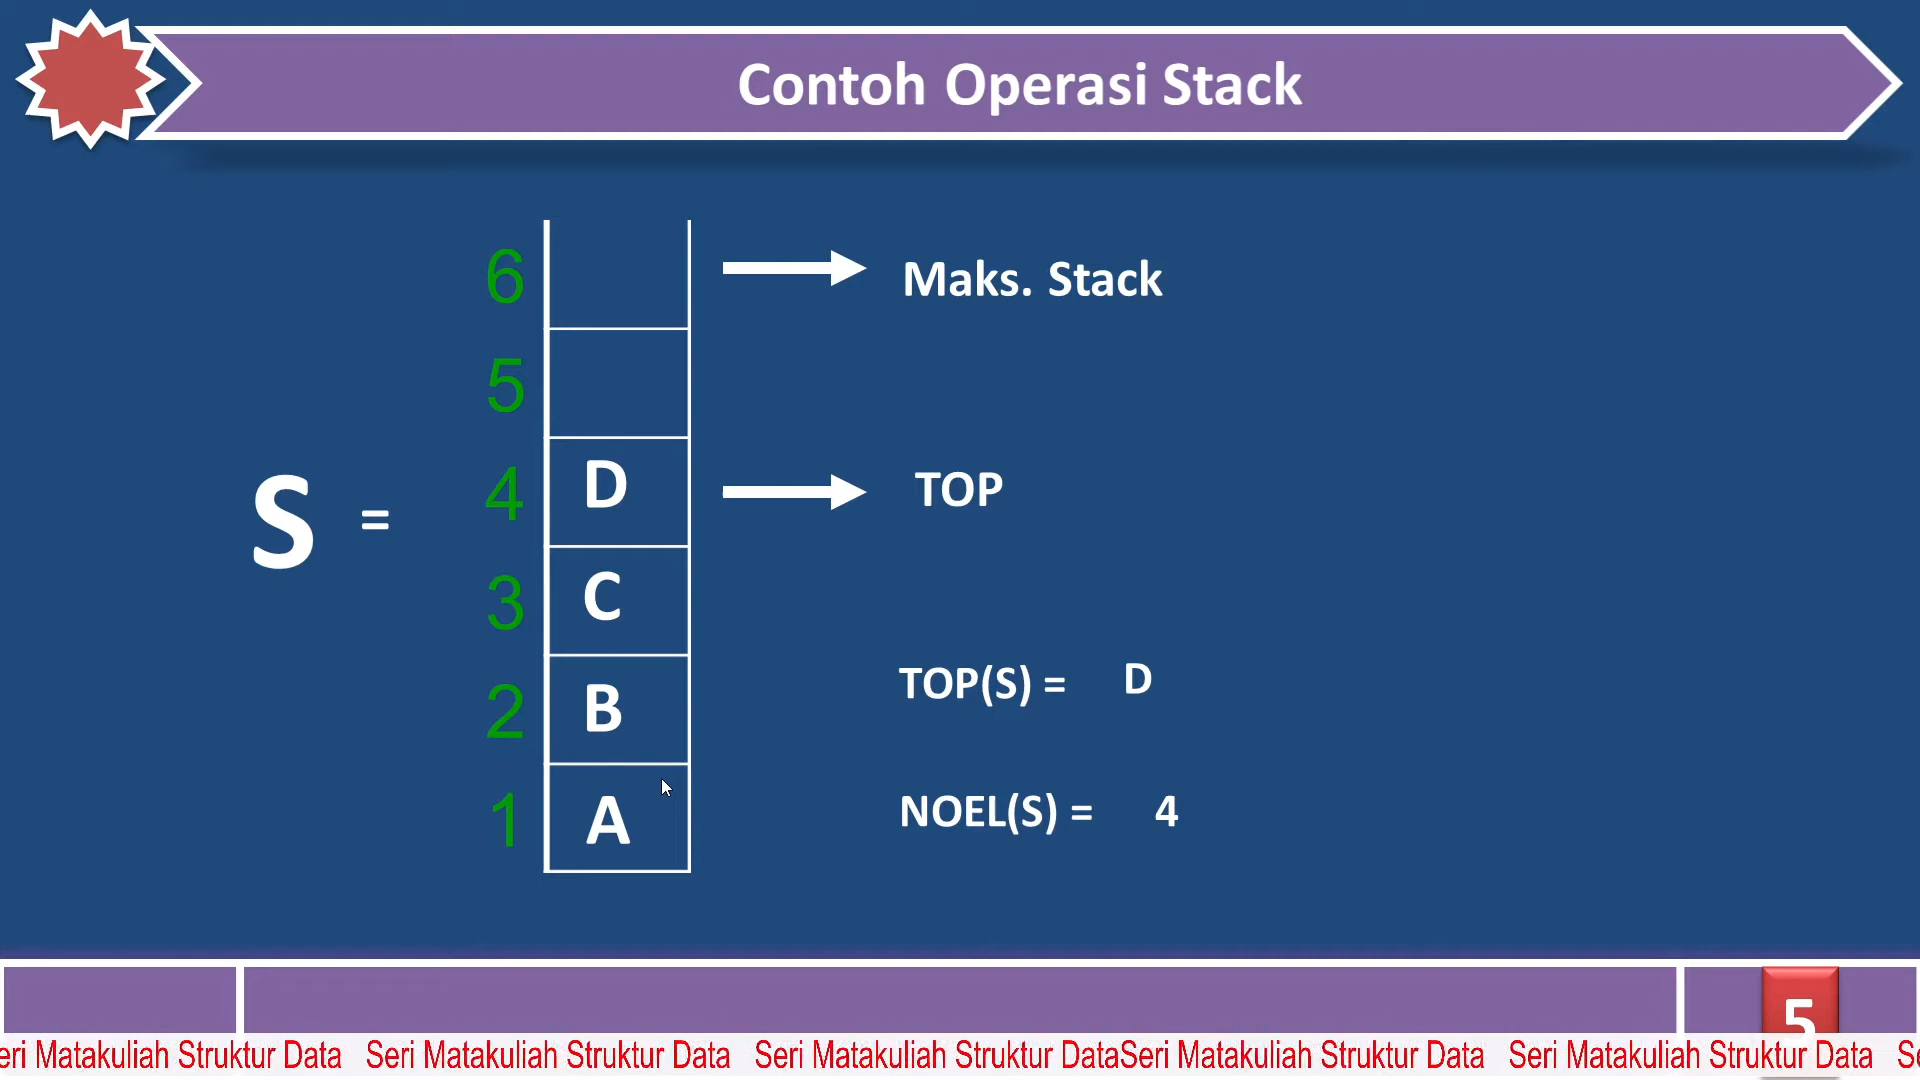 Contoh Operasi Stack
6
Maks. Stack
5
4 D
TOP
S =
3 C
TOP(S) = D
2 B
1 A
NOEL(S) = 4
5
eri Matakuliah Struktur Data Seri Matakuliah Struktur Data Seri Matakuliah Struktur DataSeri Matakuliah Struktur Data Seri Matakuliah Struktur Data Se